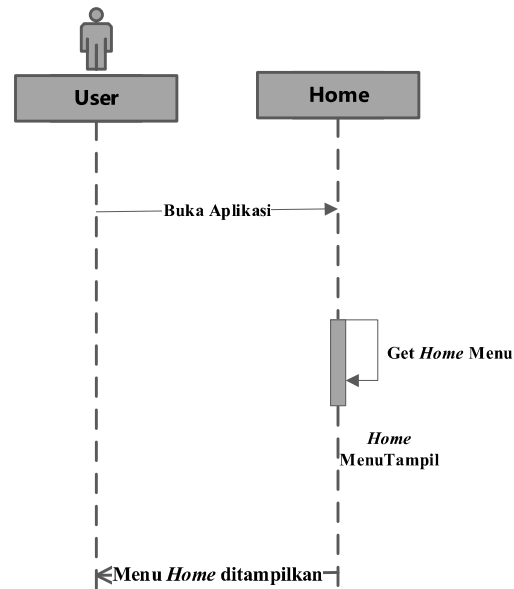 User
Home
Buka Aplikasi
Get Home Menu
Home
MenuTampil
Menu Home ditampilkan